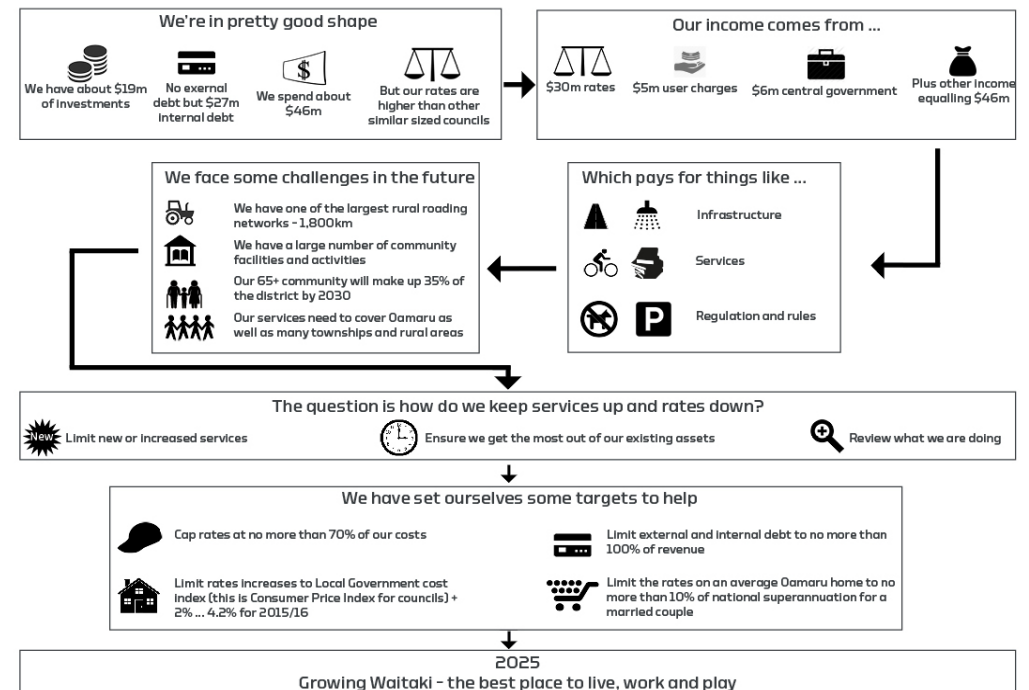 We're in pretty good shape
We have about $19m
of investments
No exernal
debt but $27m
internal debt
We spend about
$46m
But our rates are
higher than other
similar sized councils
Our income comes from ...
$30m rates
$5m user charges
$6m central government
Plus other income
equalling $46m
We face some challenges in the future
We have one of the largest rural roading
networks - 1,800km
We have a large number of community
facilities and activities
Our 65+ community will make up 35% of
the district by 2030
Our services need to cover Oamaru as
well as many townships and rural areas
Which pays for things like ...
Infrastructure
Services
Regulation and rules
P
The question is how do we keep services up and rates down?
New
Limit new or increased services
Ensure we get the most out of our existing assets
Review what we are doing
We have set ourselves some targets to help
Cap rates at no more than 70% of our costs
Limit external and internal debt to no more than
100% of revenue
Limit rates increases to Local Government cost
index (this is Consumer Price Index for councils) +
2% ... 4.2% for 2015/16
Limit the rates on an average Oamaru home to no
more than 10% of national superannuation for a
married couple
2025
Growing Waitaki - the best place to live, work and play